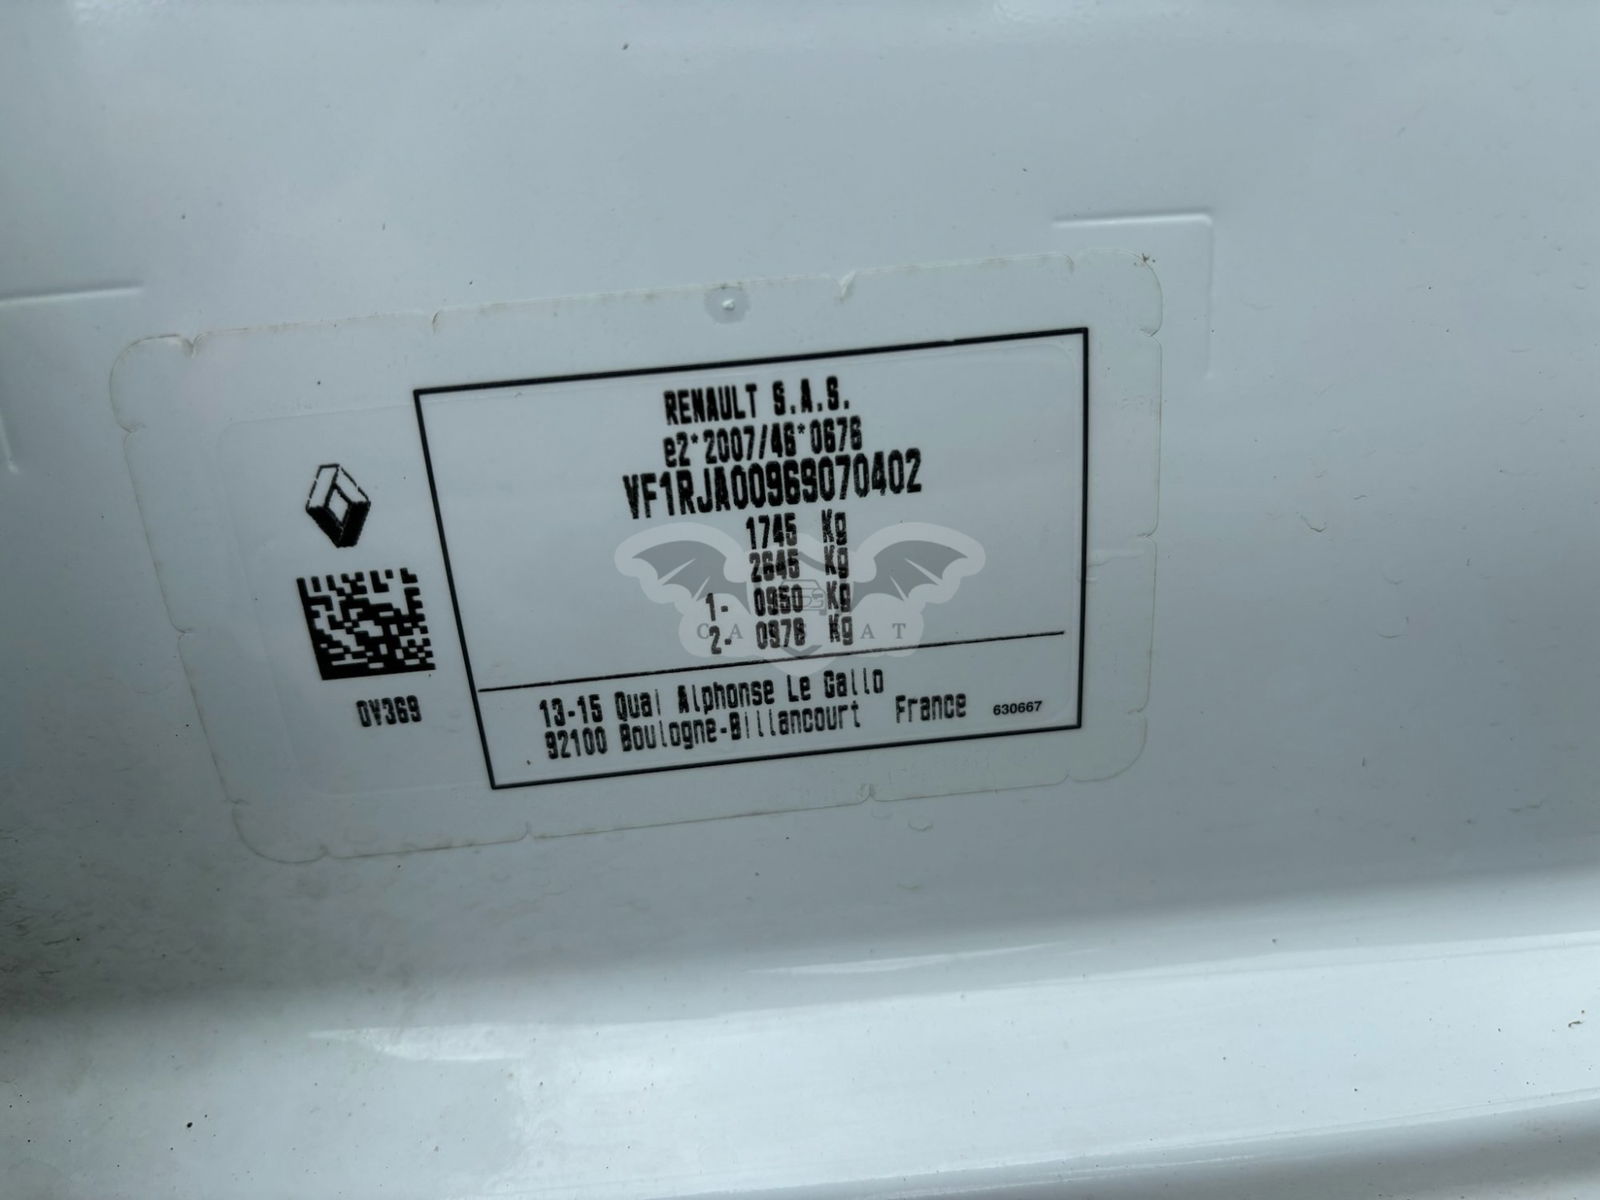 RENAULT S.A.S.
e2*2007/46*0676
VF1RJA00969070402
1745 Kg
2645 Kg
1- 0950 Kg
2- 0978 Kg
0V369
13-15 Quai Alphonse Le Gallo
92100 Boulogne-Billancourt France 630667